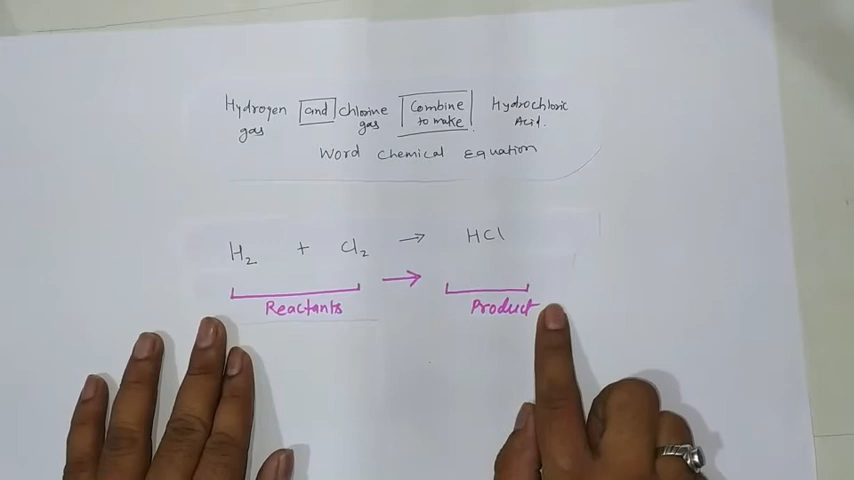 Hydrogen gas and chlorine gas Combine to make Hydrochloric Acid.
Word Chemical Equation
H₂ + Cl₂ → HCl
→
Reactants Product